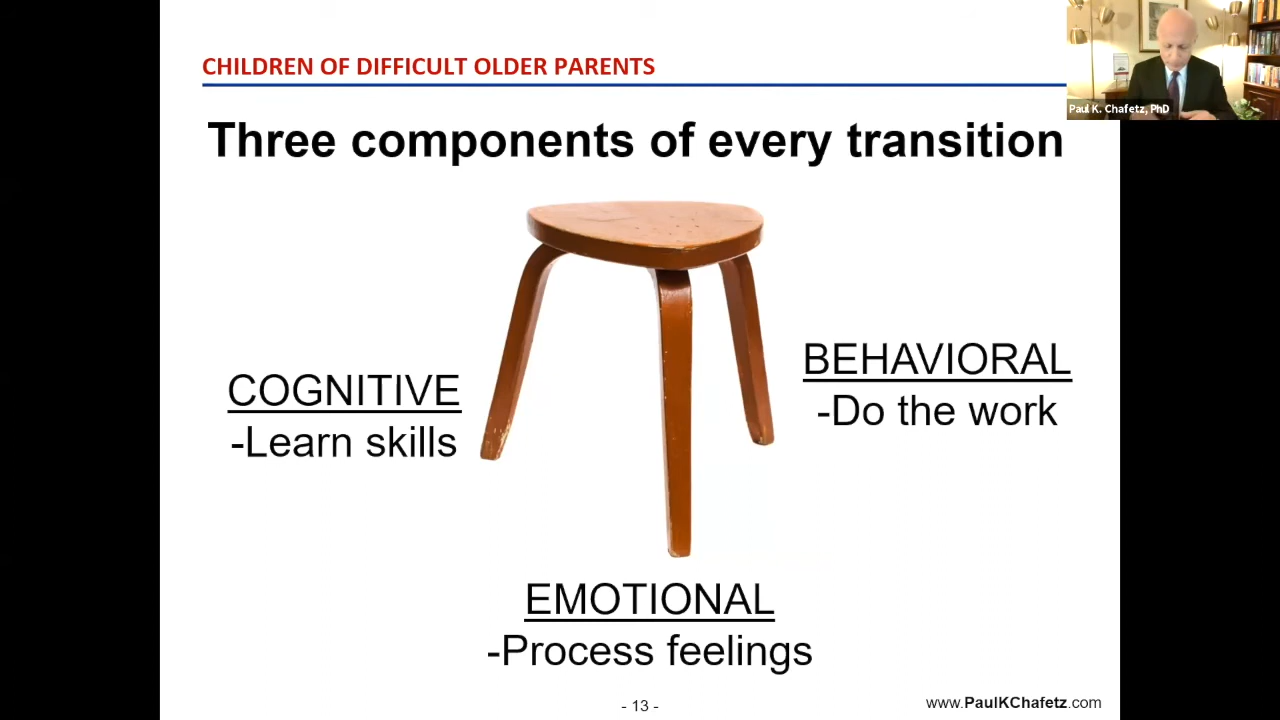 CHILDREN OF DIFFICULT OLDER PARENTS
Paul K. Chafetz, PhD
Three components of every transition
COGNITIVE
-Learn skills
BEHAVIORAL
-Do the work
EMOTIONAL
-Process feelings
- 13 -
www.PaulKChafetz.com